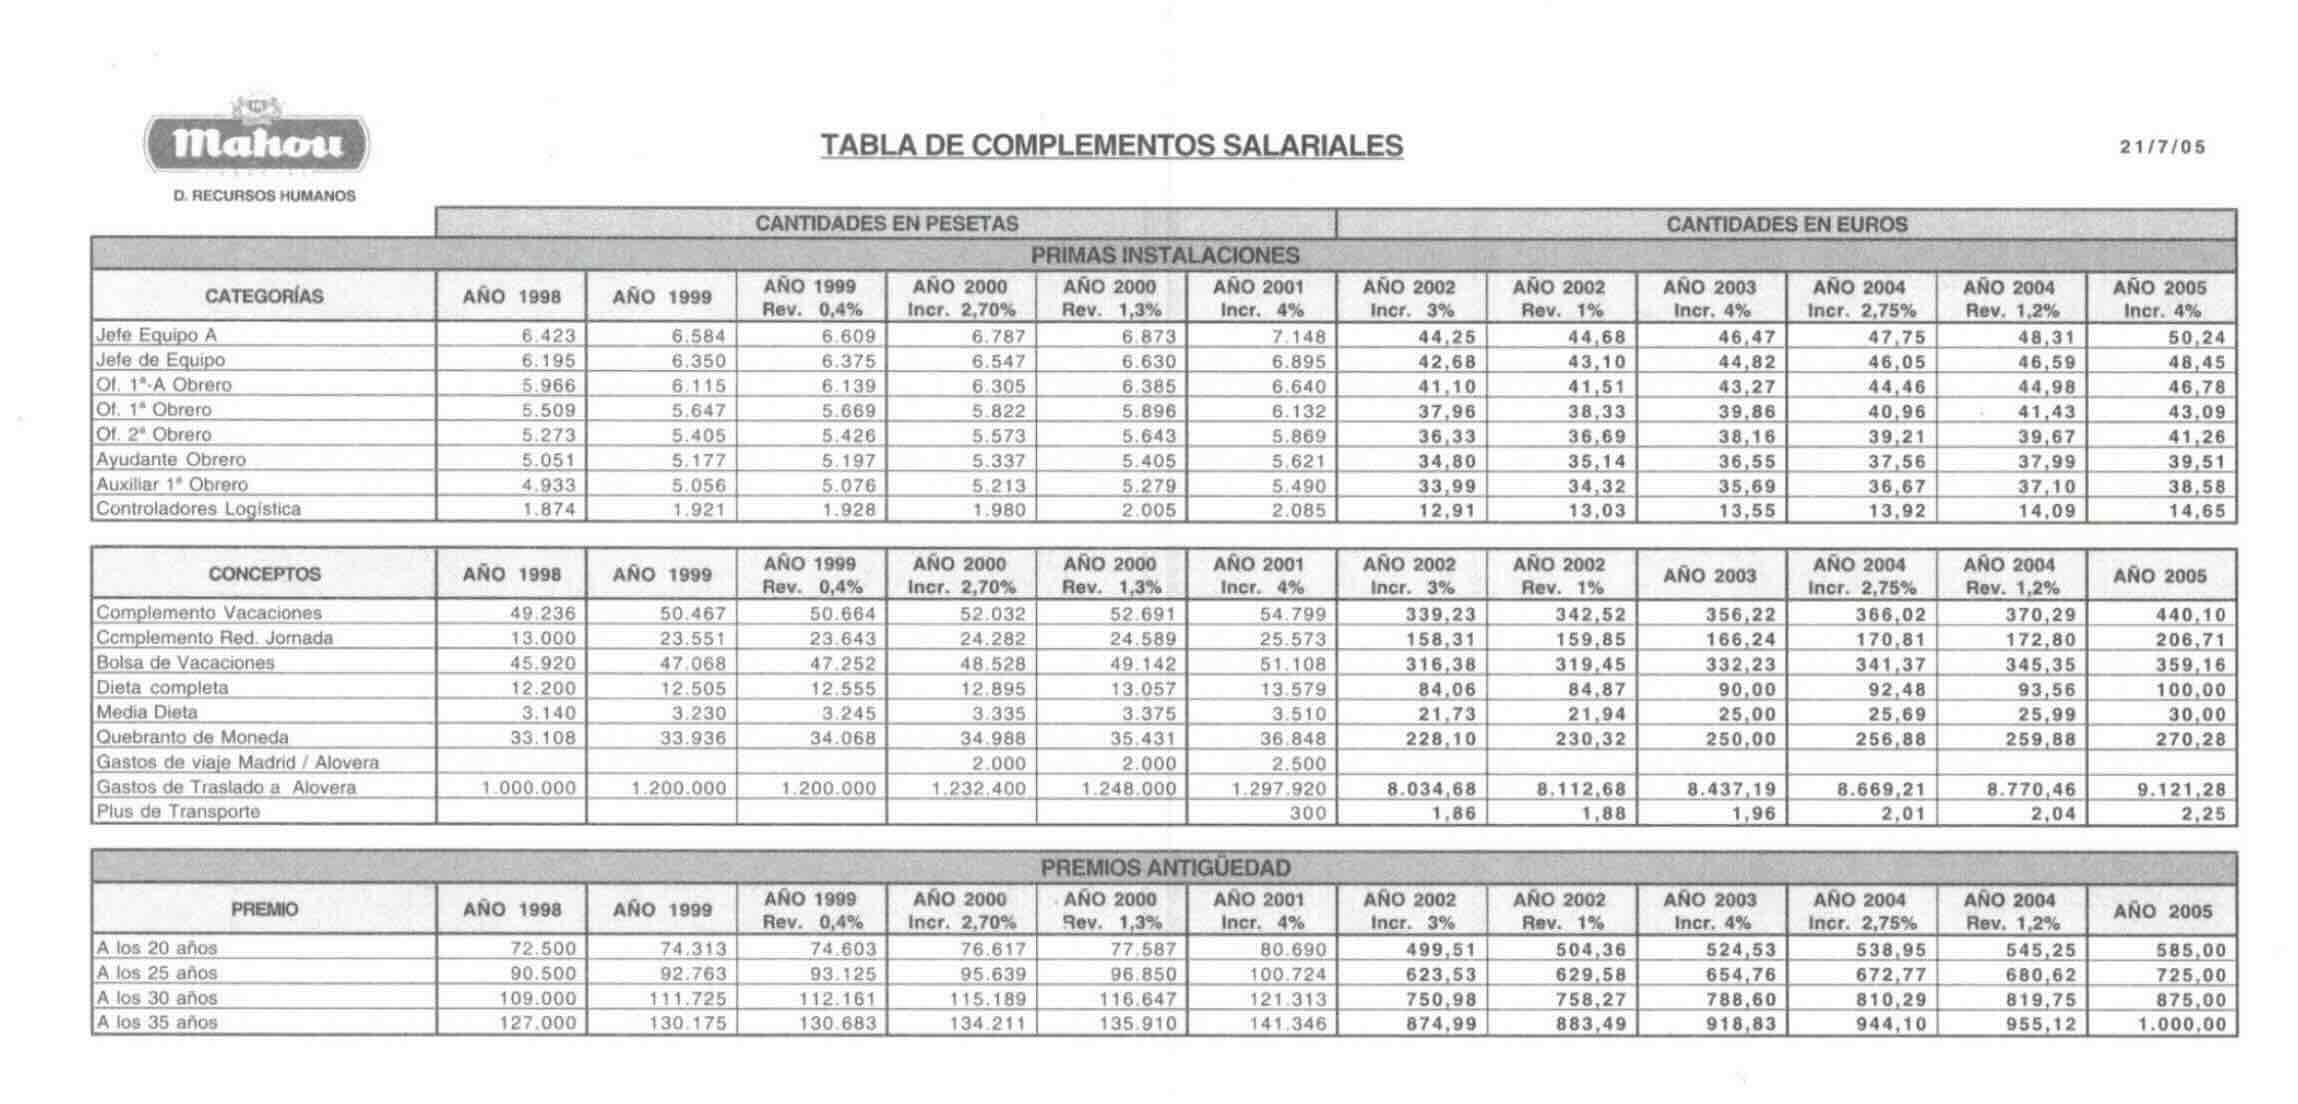 Mahou
D. RECURSOS HUMANOS
TABLA DE COMPLEMENTOS SALARIALES
21/7/05
CANTIDADES EN PESETAS CANTIDADES EN EUROS
PRIMAS INSTALACIONES
CATEGORÍAS AÑO 1998 AÑO 1999 AÑO 1999 AÑO 2000 AÑO 2000 AÑO 2001 AÑO 2002 AÑO 2002 AÑO 2003 AÑO 2004 AÑO 2004 AÑO 2005
Rev. 0,4% Incr. 2,70% Rev. 1,3% Incr. 4% Incr. 3% Rev. 1% Incr. 4% Incr. 2,75% Rev. 1,2% Incr. 4%
Jefe Equipo A 6.423 6.584 6.609 6.787 6.873 7.148 44,25 44,68 46,47 47,75 48,31 50,24
Jefe de Equipo 6.195 6.350 6.375 6.547 6.630 6.895 42,68 43,10 44,82 46,05 46,59 48,45
Of. 1ª-A Obrero 5.966 6.115 6.139 6.305 6.385 6.640 41,10 41,51 43,27 44,46 44,98 46,78
Of. 1ª Obrero 5.509 5.647 5.669 5.822 5.896 6.132 37,96 38,33 39,86 40,96 41,43 43,09
Of. 2ª Obrero 5.273 5.405 5.426 5.573 5.643 5.869 36,33 36,69 38,16 39,21 39,67 41,26
Ayudante Obrero 5.051 5.177 5.197 5.337 5.405 5.621 34,80 35,14 36,55 37,56 37,99 39,51
Auxiliar 1ª Obrero 4.933 5.056 5.076 5.213 5.279 5.490 33,99 34,32 35,69 36,67 37,10 38,58
Controladores Logística 1.874 1.921 1.928 1.980 2.005 2.085 12,91 13,03 13,55 13,92 14,09 14,65
CONCEPTOS AÑO 1998 AÑO 1999 AÑO 1999 AÑO 2000 AÑO 2000 AÑO 2001 AÑO 2002 AÑO 2002 AÑO 2003 AÑO 2004 AÑO 2004 AÑO 2005
Rev. 0,4% Incr. 2,70% Rev. 1,3% Incr. 4% Incr. 3% Rev. 1% Incr. 2,75% Rev. 1,2%
Complemento Vacaciones 49.236 50.467 50.664 52.032 52.691 54.799 339,23 342,52 356,22 366,02 370,29 440,10
Ccmplemento Red. Jornada 13.000 23.551 23.643 24.282 24.589 25.573 158,31 159,85 166,24 170,81 172,80 206,71
Bolsa de Vacaciones 45.920 47.068 47.252 48.528 49.142 51.108 316,38 319,45 332,23 341,37 345,35 359,16
Dieta completa 12.200 12.505 12.555 12.895 13.057 13.579 84,06 84,87 90,00 92,48 93,56 100,00
Media Dieta 3.140 3.230 3.245 3.335 3.375 3.510 21,73 21,94 25,00 25,69 25,99 30,00
Quebranto de Moneda 33.108 33.936 34.068 34.988 35.431 36.848 228,10 230,32 250,00 256,88 259,88 270,28
Gastos de viaje Madrid / Alovera 2.000 2.000 2.500
Gastos de Traslado a Alovera 1.000.000 1.200.000 1.200.000 1.232.400 1.248.000 1.297.920 8.034,68 8.112,68 8.437,19 8.669,21 8.770,46 9.121,28
Plus de Transporte 300 1,86 1,88 1,96 2,01 2,04 2,25
PREMIOS ANTIGÜEDAD
PREMIO AÑO 1998 AÑO 1999 AÑO 1999 AÑO 2000 AÑO 2000 AÑO 2001 AÑO 2002 AÑO 2002 AÑO 2003 AÑO 2004 AÑO 2004 AÑO 2005
Rev. 0,4% Incr. 2,70% Rev. 1,3% Incr. 4% Incr. 3% Rev. 1% Incr. 4% Incr. 2,75% Rev. 1,2%
A los 20 años 72.500 74.313 74.603 76.617 77.587 80.690 499,51 504,36 524,53 538,95 545,25 585,00
A los 25 años 90.500 92.763 93.125 95.639 96.850 100.724 623,53 629,58 654,76 672,77 680,62 725,00
A los 30 años 109.000 111.725 112.161 115.189 116.647 121.313 750,98 758,27 788,60 810,29 819,75 875,00
A los 35 años 127.000 130.175 130.683 134.211 135.910 141.346 874,99 883,49 918,83 944,10 955,12 1.000,00